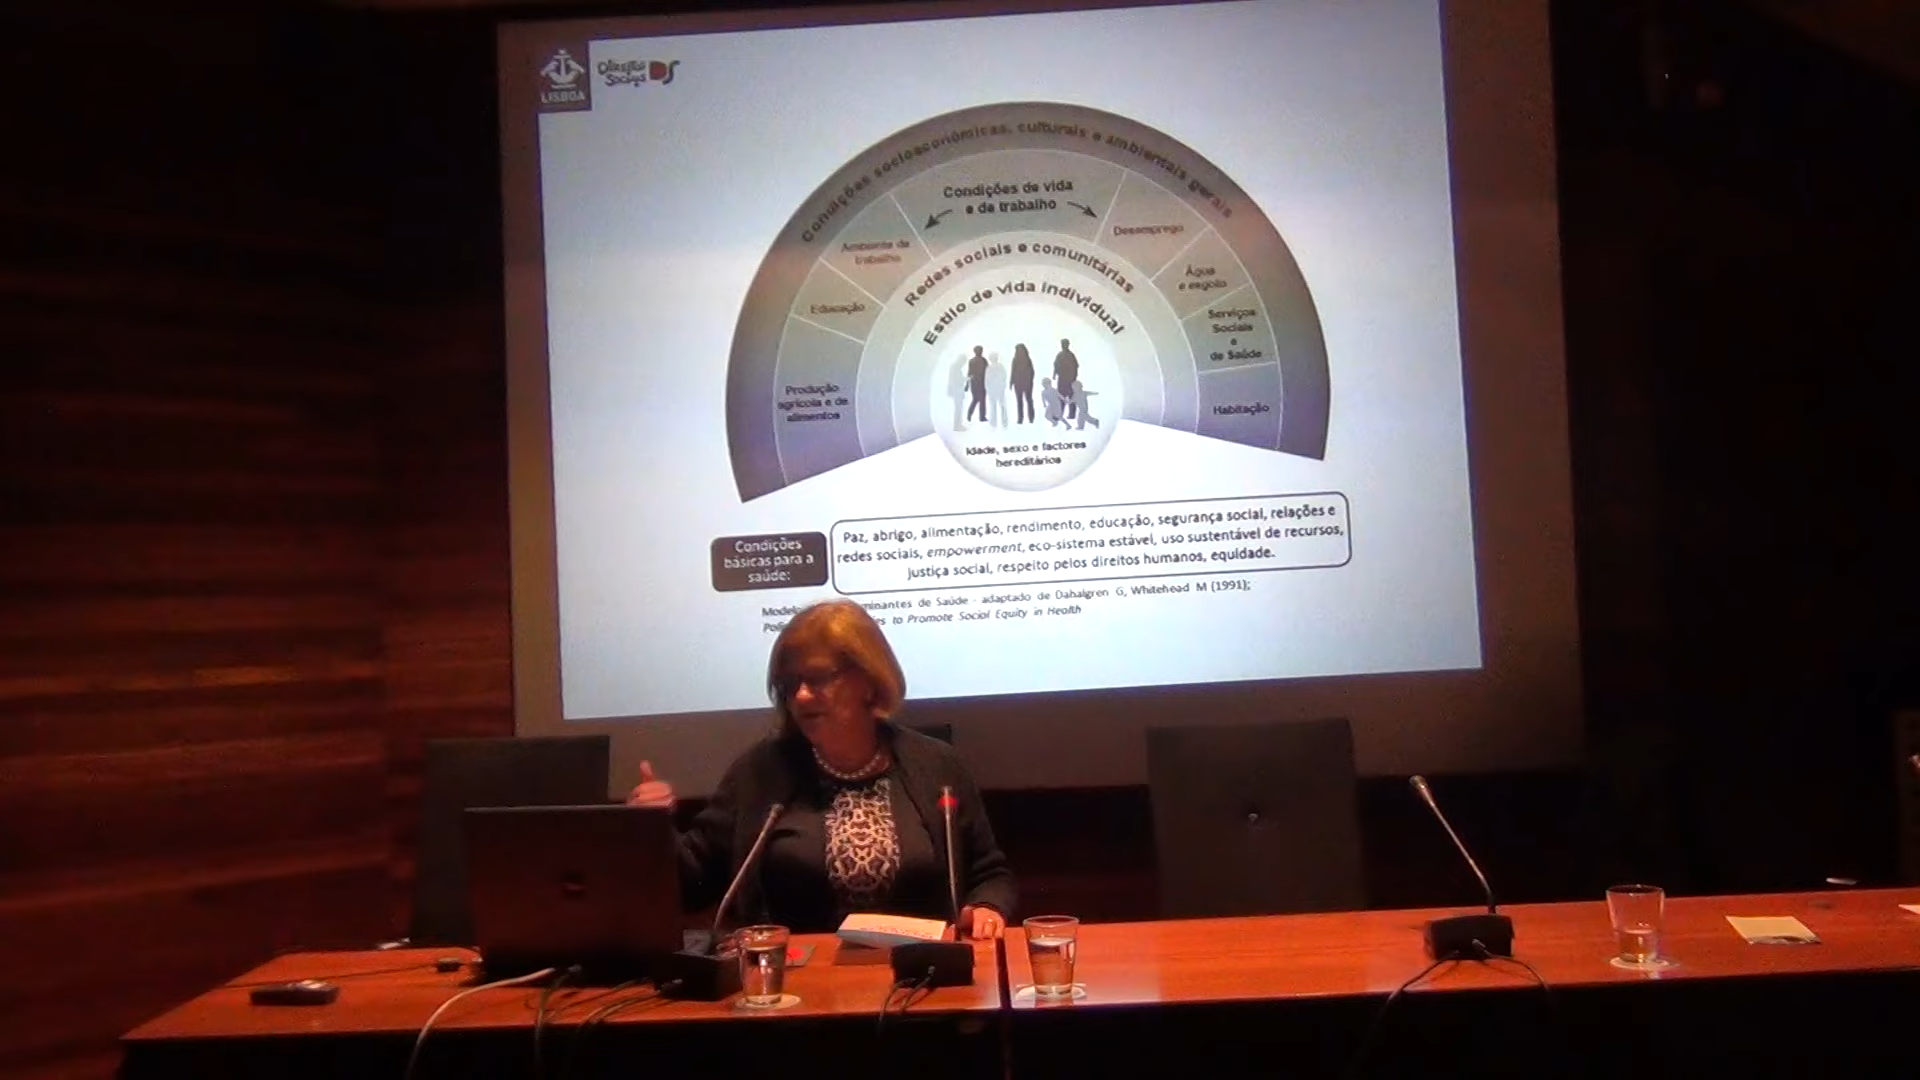 LISBOA
Direitos
Sociais DS
Condições socioeconómicas, culturais e ambientais gerais
Condições de vida
e de trabalho
Ambiente de
trabalho
Desemprego
Redes sociais e comunitárias
Água
e esgoto
Educação
Estilo de vida individual
Serviços
Sociais
e
de Saúde
Produção
agrícola e de
alimentos
Habitação
Idade, sexo e factores
hereditários
Condições
básicas para a
saúde:
Paz, abrigo, alimentação, rendimento, educação, segurança social, relações e
redes sociais, empowerment, eco-sistema estável, uso sustentável de recursos,
justiça social, respeito pelos direitos humanos, equidade.
de Saúde - adaptado de Dahalgren G, Whitehead M (1991);
to Promote Social Equity in Health